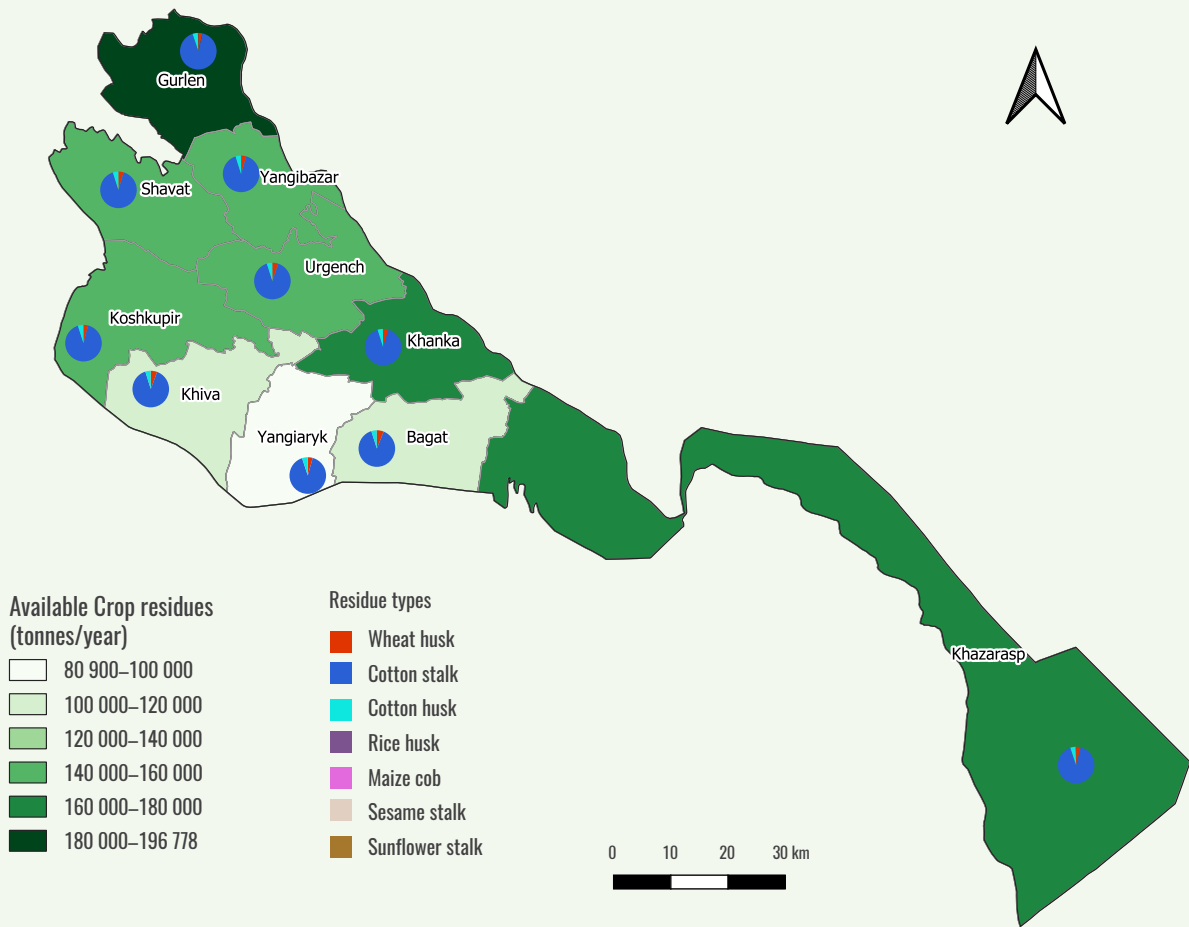 Gurlen
Shavat
Yangibazar
Urgench
Koshkupir
Khanka
Khiva
Yangiaryk
Bagat
Khazarasp
Available Crop residues
(tonnes/year)
80 900–100 000
100 000–120 000
120 000–140 000
140 000–160 000
160 000–180 000
180 000–196 778
Residue types
Wheat husk
Cotton stalk
Cotton husk
Rice husk
Maize cob
Sesame stalk
Sunflower stalk
0 10 20 30 km